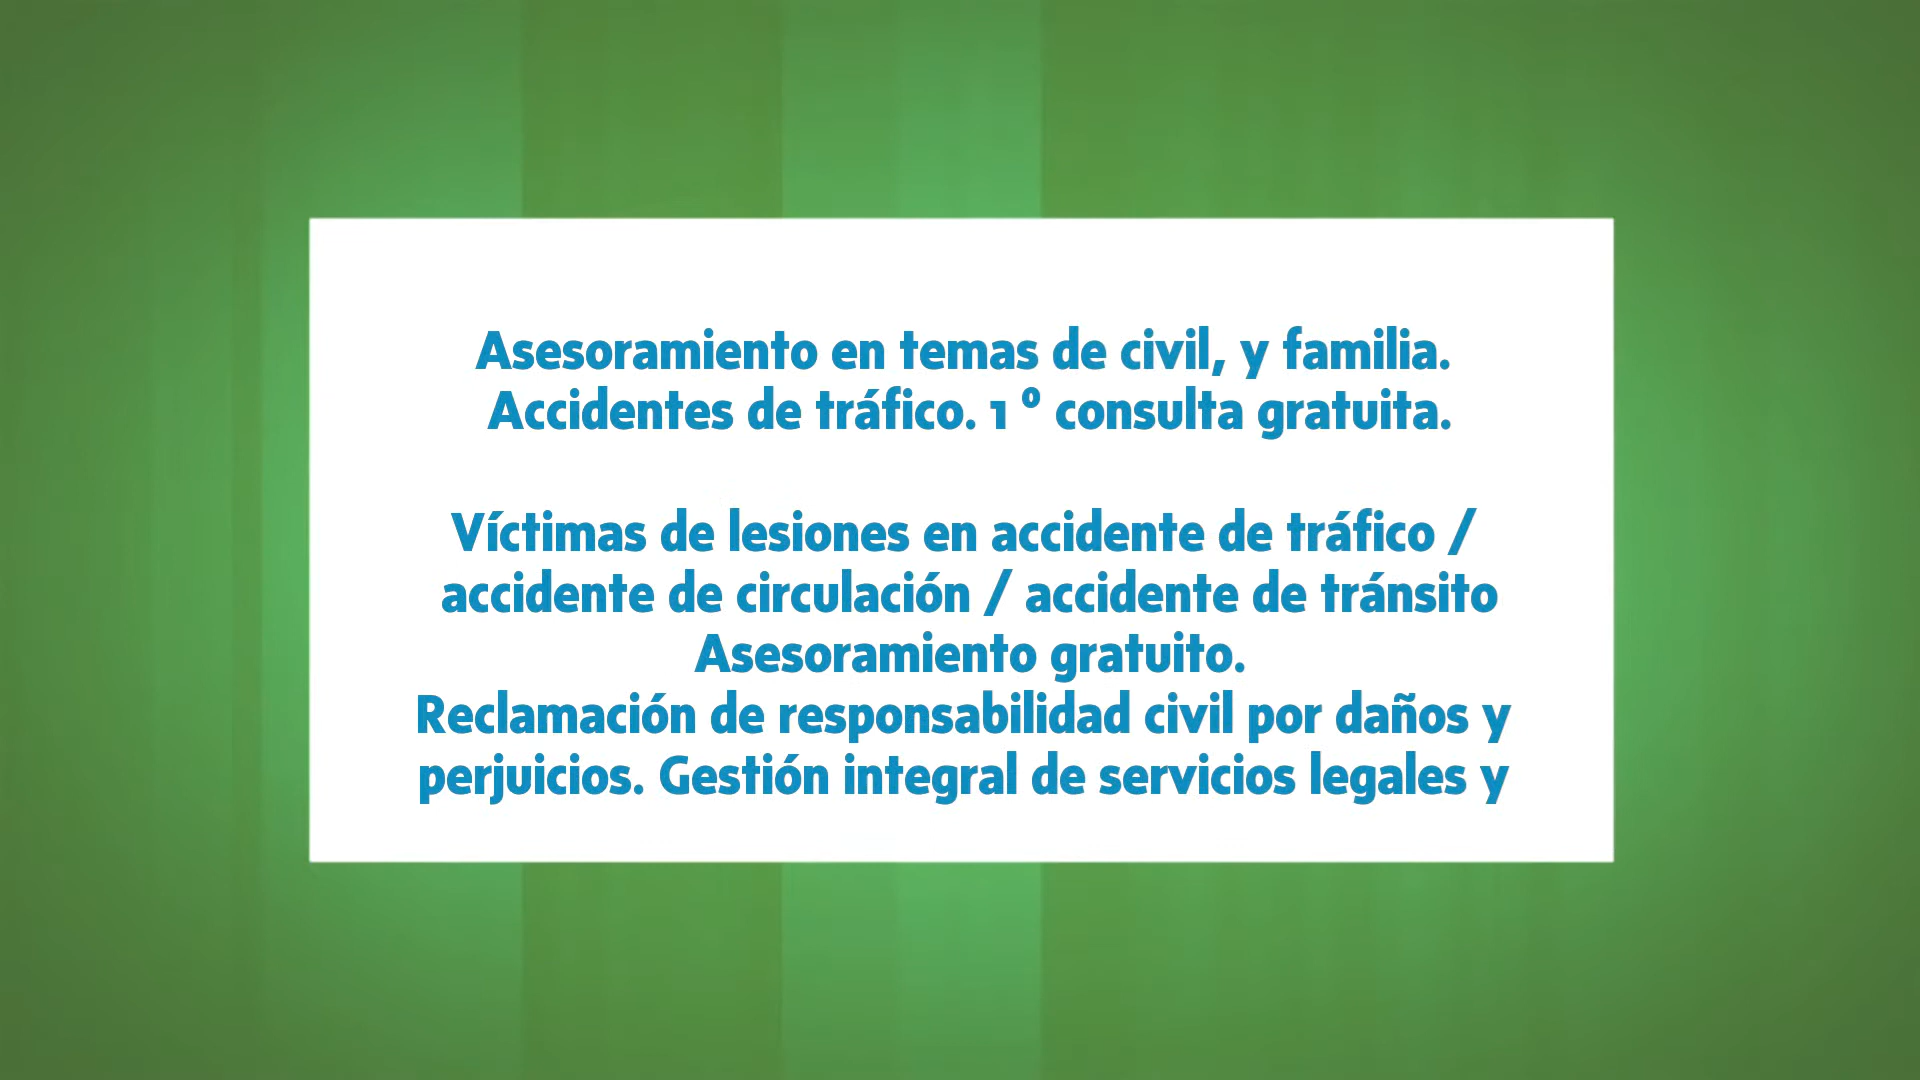 Asesoramiento en temas de civil, y familia.
Accidentes de tráfico. 1 º consulta gratuita.
Víctimas de lesiones en accidente de tráfico /
accidente de circulación / accidente de tránsito
Asesoramiento gratuito.
Reclamación de responsabilidad civil por daños y
perjuicios. Gestión integral de servicios legales y